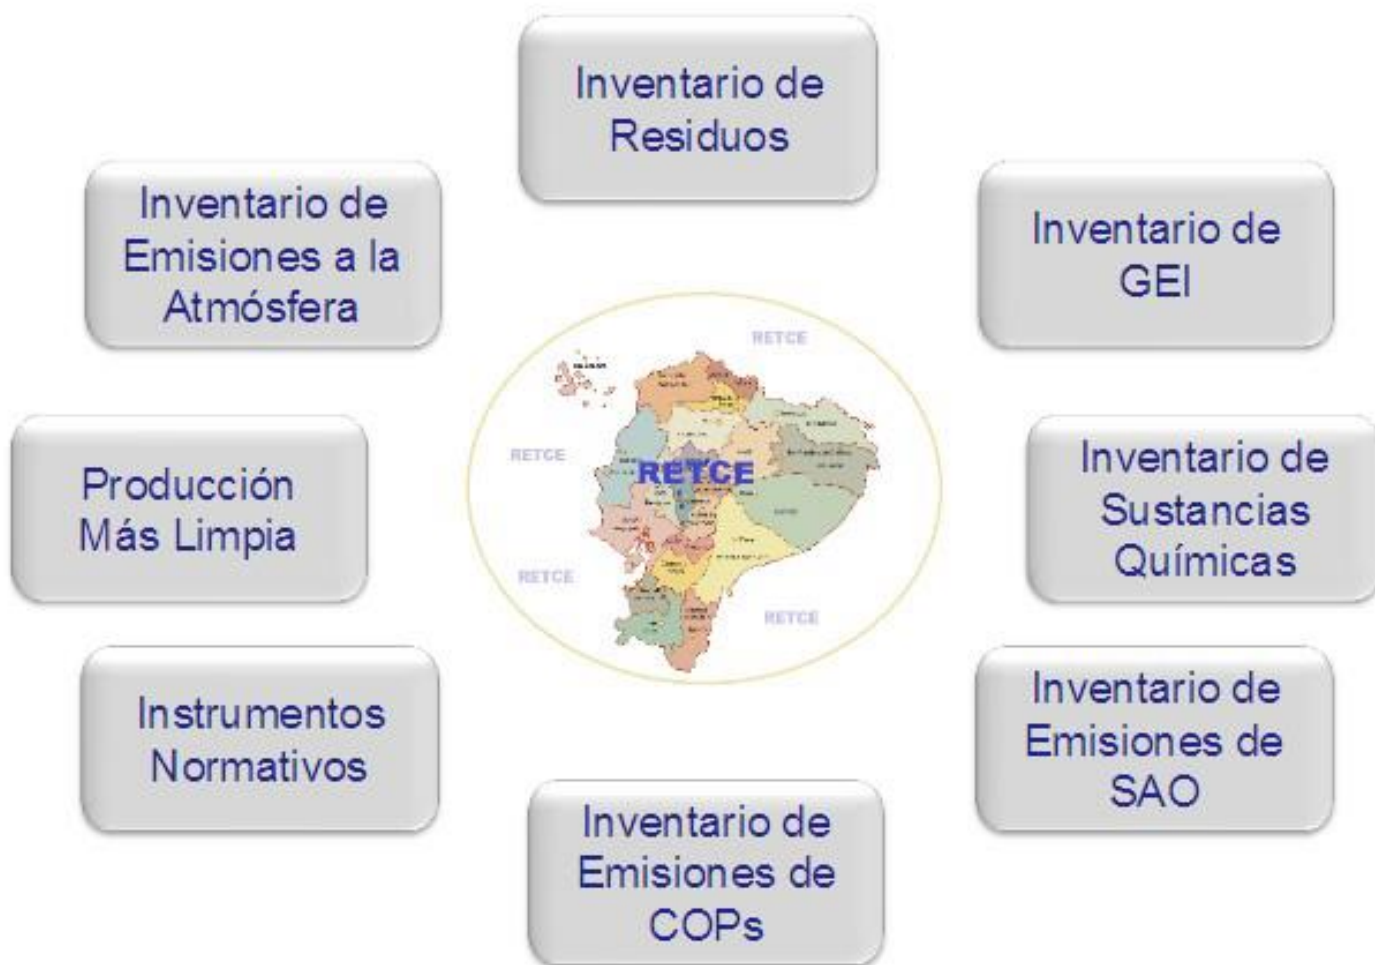 Inventario de
Residuos
Inventario de
Emisiones a la
Atmósfera
Inventario de
GEI
RETCE
RETCE
RETCE
RETCE
RETCE
Producción
Más Limpia
Inventario de
Sustancias
Químicas
Instrumentos
Normativos
Inventario de
Emisiones de
SAO
Inventario de
Emisiones de
COPs